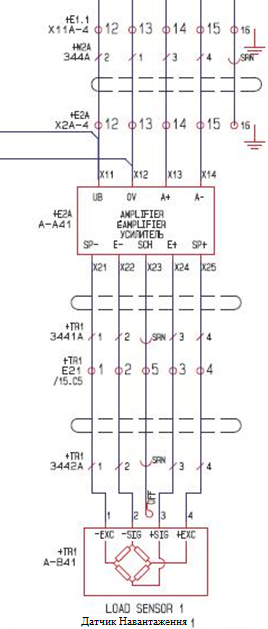 +E1.1
X11A-4 12 13 14 15 16
+W2A
344A 2 1 3 4 SRN
+E2A
X2A-4 12 13 14 15 16
X11 X12 X13 X14
UB 0V A+ A-
+E2A
A-A41
AMPLIFIER
EAMPLIFIER
УСИЛИТЕЛЬ
SP- E- SCH E+ SP+
X21 X22 X23 X24 X25
+TR1
3441A 1 2 SRN 3 4
+TR1
E21 1 2 5 3 4
/15.C5
+TR1
3442A 1 2 SRN 3 4
OFF
1 2 3 4
-EXC -SIG +SIG +EXC
+TR1
A-B41
LOAD SENSOR 1
Датчик Навантаження
1